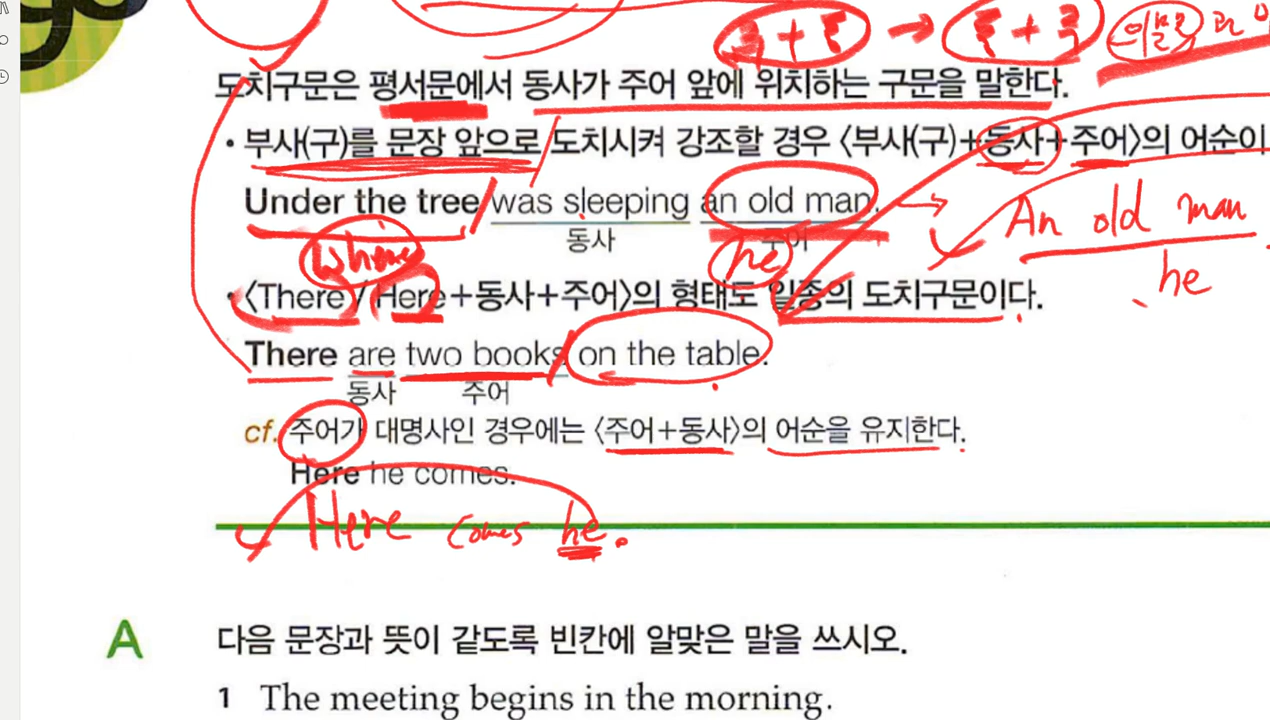 주+동 → 동+주 의문문과
도치구문은 평서문에서 동사가 주어 앞에 위치하는 구문을 말한다.
• 부사(구)를 문장 앞으로 도치시켜 강조할 경우 〈부사(구)+동사+주어〉의 어순이
Under the tree was sleeping an old man. → An old man
동사 주어
where he he
• 〈There / Here+동사+주어〉의 형태도 일종의 도치구문이다.
There are two books on the table.
동사 주어
cf. 주어가 대명사인 경우에는 〈주어+동사〉의 어순을 유지한다.
Here he comes.
Here comes he.
A 다음 문장과 뜻이 같도록 빈칸에 알맞은 말을 쓰시오.
1 The meeting begins in the morning.